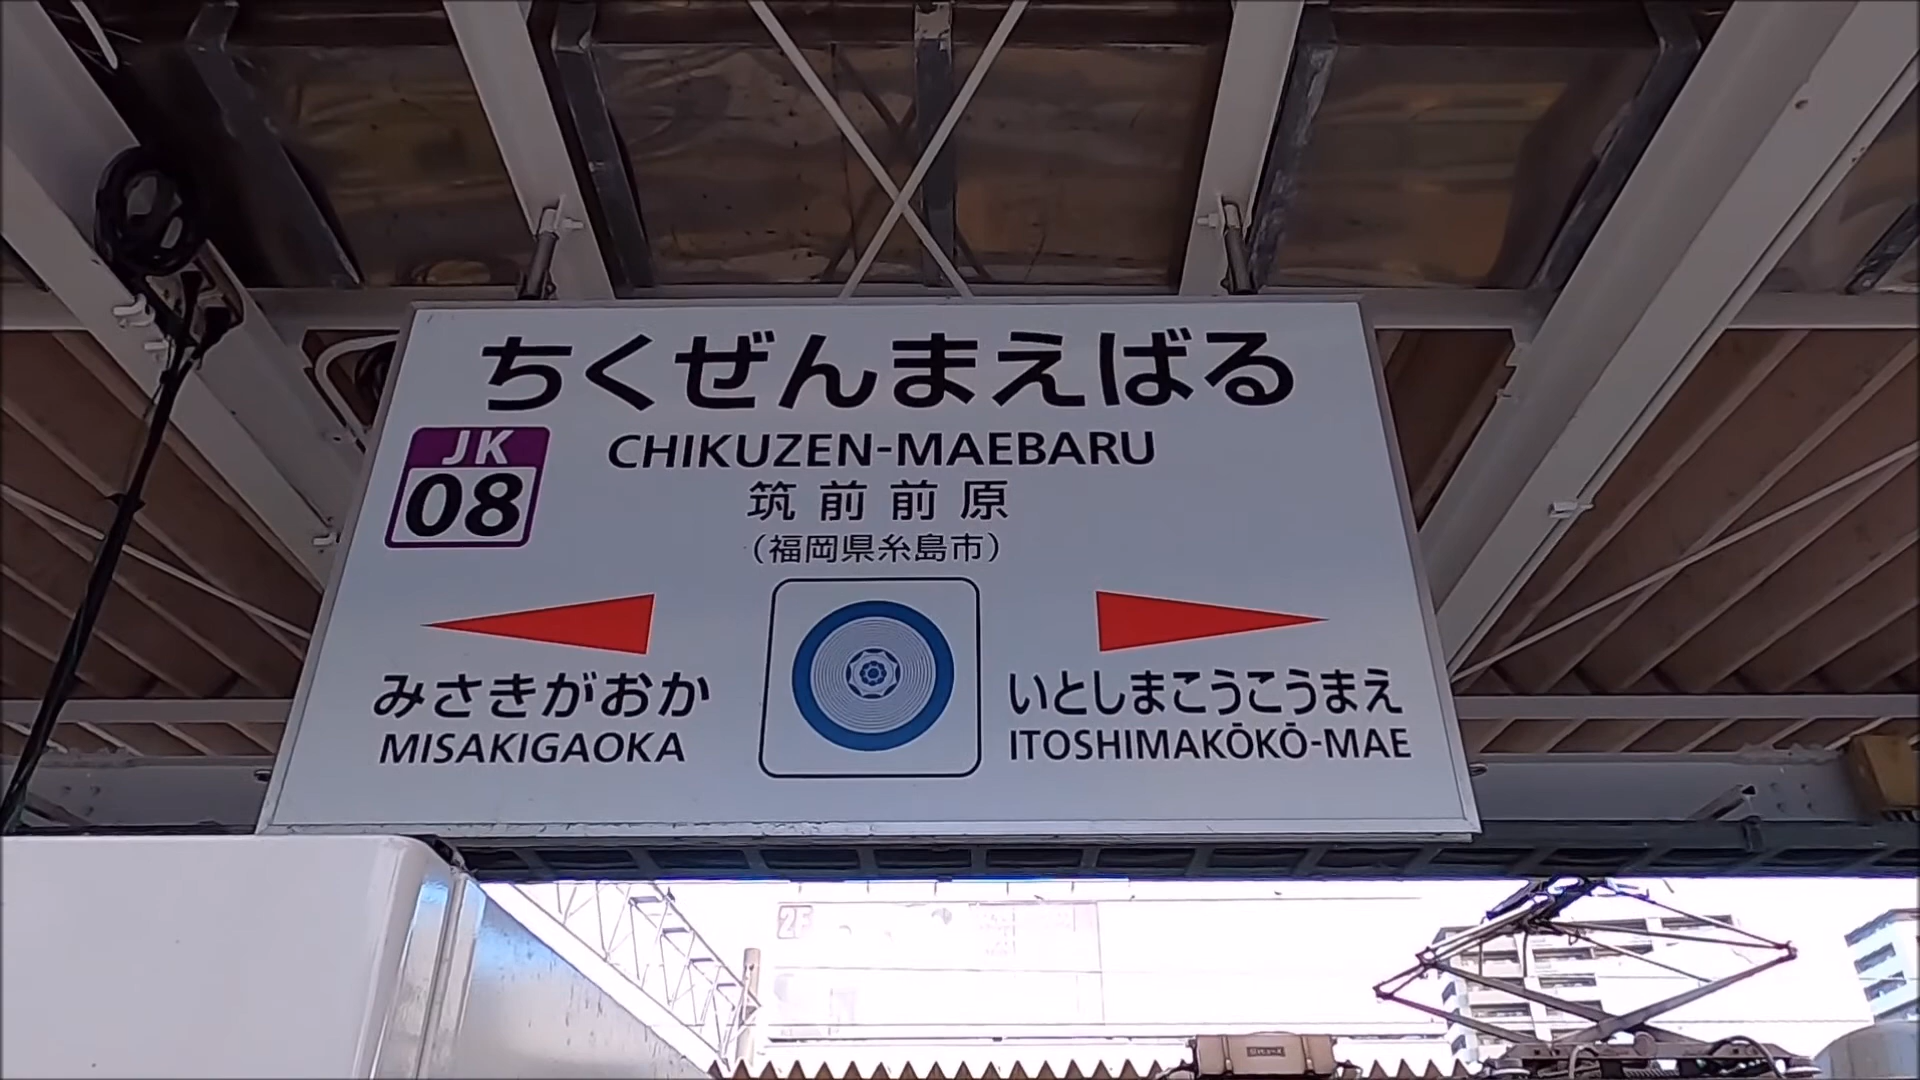 ちくぜんまえばる
JK
08
CHIKUZEN-MAEBARU
筑前前原
（福岡県糸島市）
みさきがおか
MISAKIGAOKA
いとしまこうこうまえ
ITOSHIMAKŌKŌ-MAE